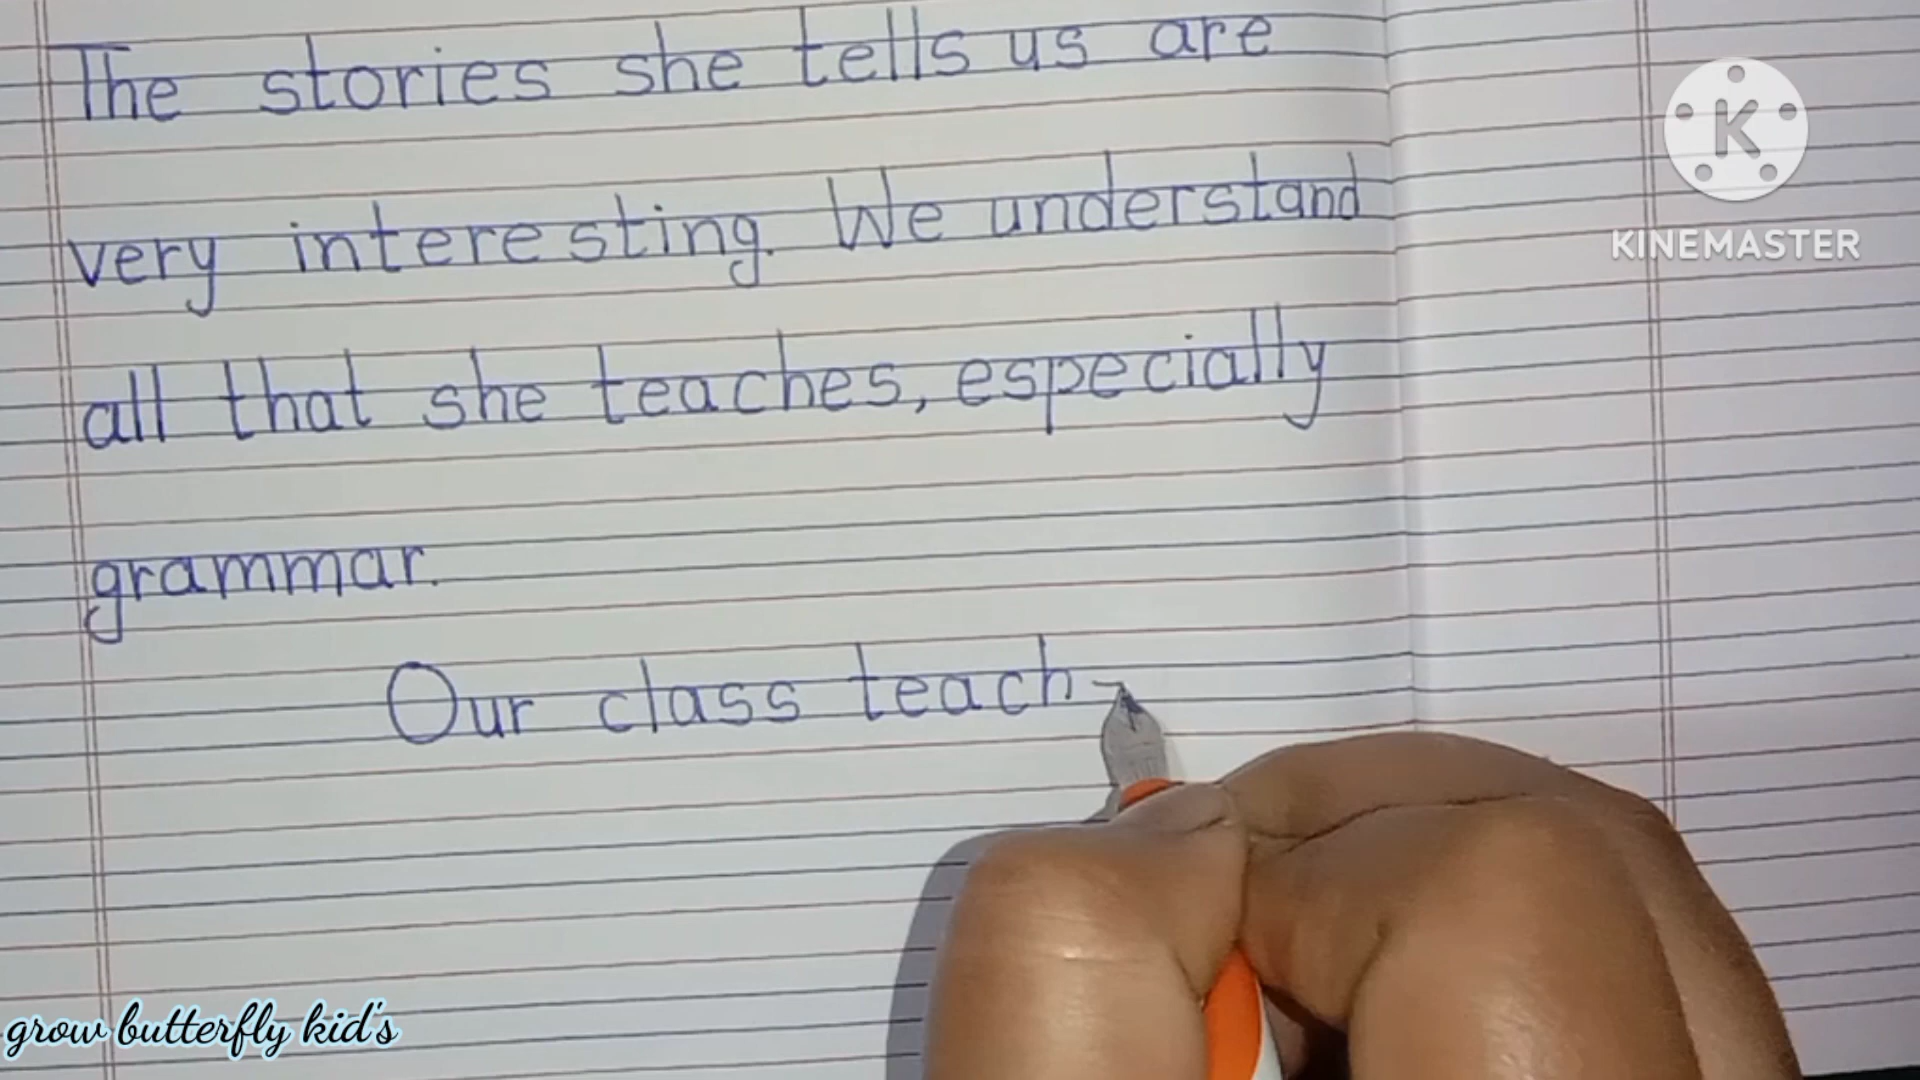 The stories she tells us are
very interesting. We understand
all that she teaches, especially
grammar.
Our class teach
K
KINEMASTER
grow butterfly kid's